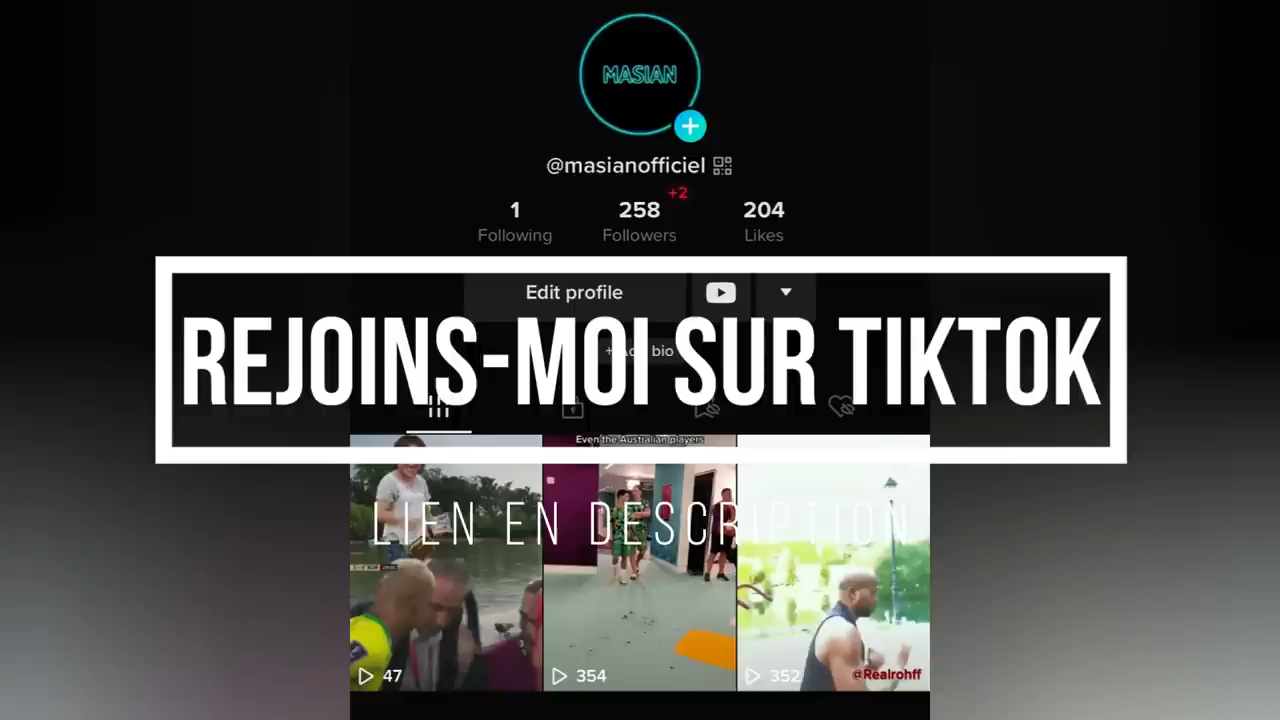 MASIAN
@masianofficiel
+2
1 258 204
Following Followers Likes
Edit profile
REJOINS-MOI SUR TIKTOK
bio
Even the Australian players
LIEN EN DESCRIPTION
47 354 352
@Realrohff